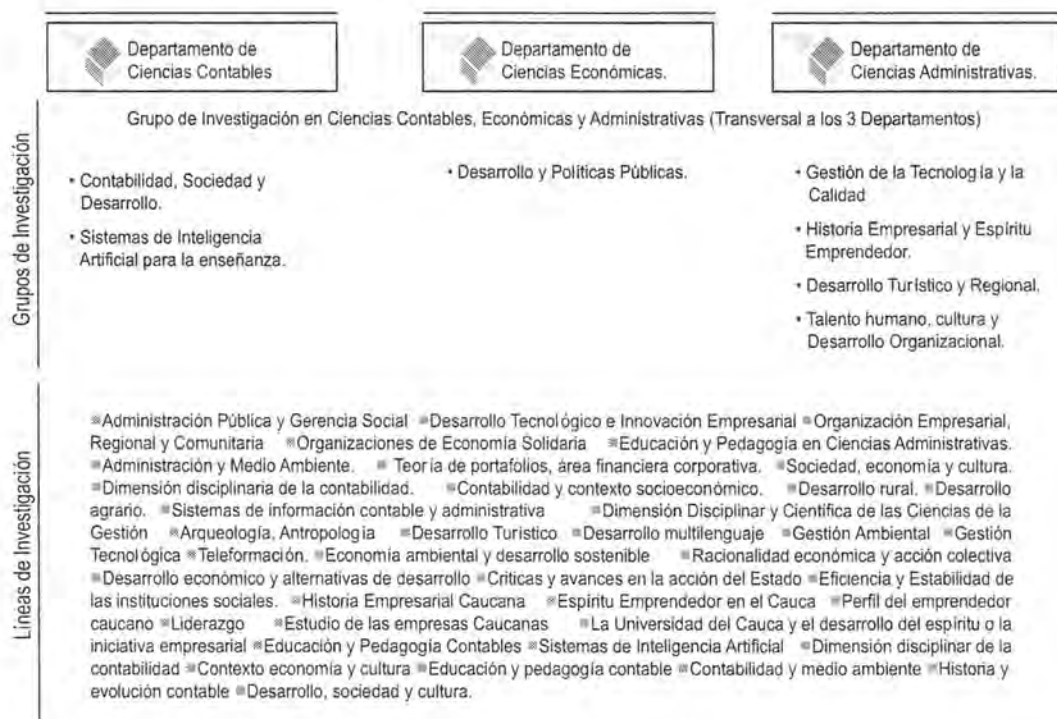 Departamento de
Ciencias Contables
Departamento de
Ciencias Económicas.
Departamento de
Ciencias Administrativas.
Grupos de Investigación
Grupo de Investigación en Ciencias Contables, Económicas y Administrativas (Transversal a los 3 Departamentos)
• Contabilidad, Sociedad y
Desarrollo.
• Sistemas de Inteligencia
Artificial para la enseñanza.
• Desarrollo y Políticas Públicas.
• Gestión de la Tecnología y la
Calidad
• Historia Empresarial y Espíritu
Emprendedor.
• Desarrollo Turístico y Regional.
• Talento humano, cultura y
Desarrollo Organizacional.
Líneas de Investigación
Administración Pública y Gerencia Social Desarrollo Tecnológico e Innovación Empresarial Organización Empresarial,
Regional y Comunitaria Organizaciones de Economía Solidaria Educación y Pedagogía en Ciencias Administrativas.
Administración y Medio Ambiente. Teoría de portafolios, área financiera corporativa. Sociedad, economía y cultura.
Dimensión disciplinaria de la contabilidad. Contabilidad y contexto socioeconómico. Desarrollo rural. Desarrollo
agrario. Sistemas de información contable y administrativa Dimensión Disciplinar y Científica de las Ciencias de la
Gestión Arqueología, Antropología Desarrollo Turístico Desarrollo multilenguaje Gestión Ambiental Gestión
Tecnológica Teleformación. Economía ambiental y desarrollo sostenible Racionalidad económica y acción colectiva
Desarrollo económico y alternativas de desarrollo Críticas y avances en la acción del Estado Eficiencia y Estabilidad de
las instituciones sociales. Historia Empresarial Caucana Espíritu Emprendedor en el Cauca Perfil del emprendedor
caucano Liderazgo Estudio de las empresas Caucanas La Universidad del Cauca y el desarrollo del espíritu o la
iniciativa empresarial Educación y Pedagogía Contables Sistemas de Inteligencia Artificial Dimensión disciplinar de la
contabilidad Contexto economía y cultura Educación y pedagogía contable Contabilidad y medio ambiente Historia y
evolución contable Desarrollo, sociedad y cultura.